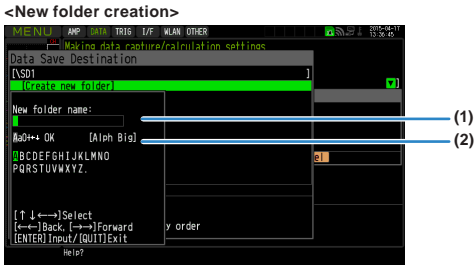 <New folder creation>
MENU AMP DATA TRIG I/F WLAN OTHER 2015-04-17 13:36:45
Making data capture/calculation settings
Data Save Destination
[\SD1 ]
[Create new folder]
New folder name:
(1)
AaO↔↵ OK [Alph Big]
(2)
ABCDEFGHIJKLMNO
PQRSTUVWXYZ.
el
[↑↓←→]Select
[←←]Back, [→→]Forward y order
[ENTER]Input/[QUIT]Exit
Help?